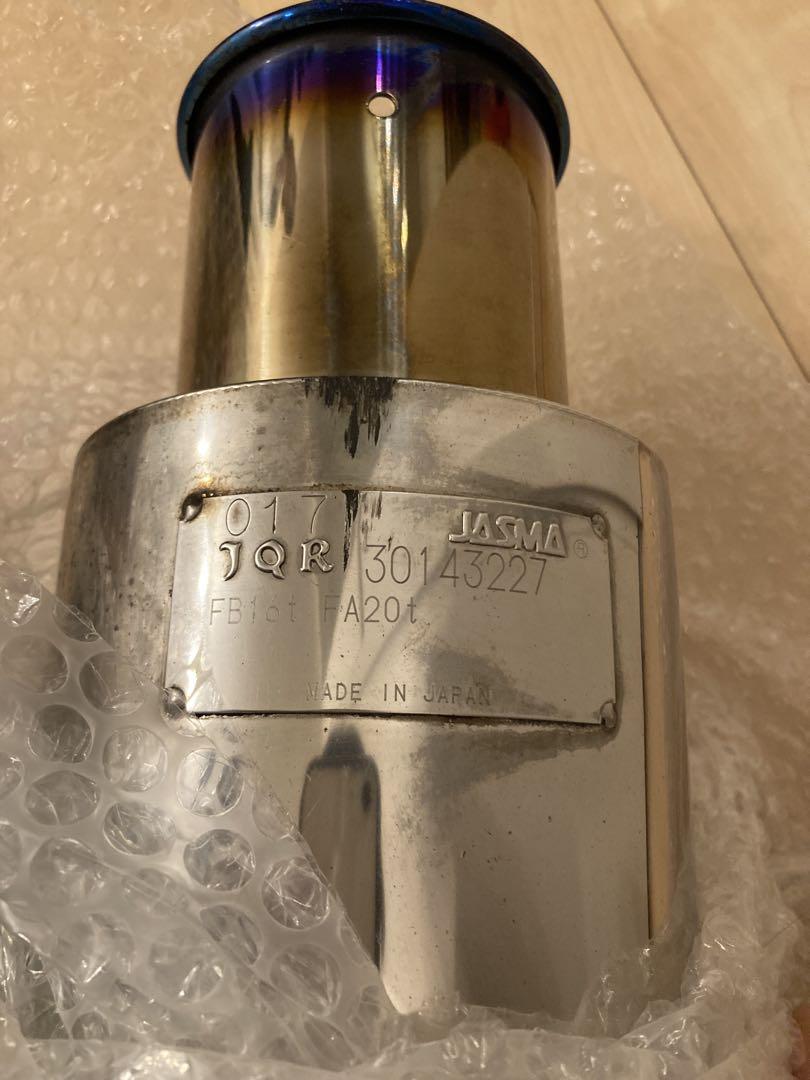 017 JASMA ®
JQR 30143227
FB16t FA20t
MADE IN JAPAN